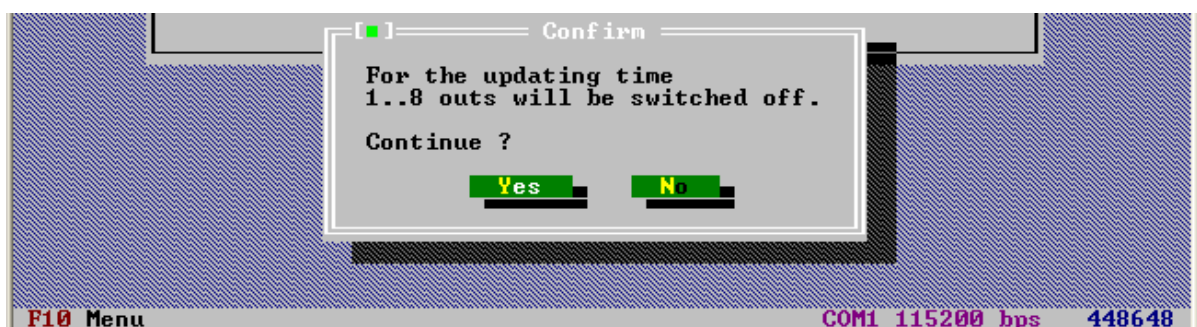 [■] Confirm
For the updating time
1..8 outs will be switched off.
Continue ?
Yes No
F10 Menu COM1 115200 bps 448648